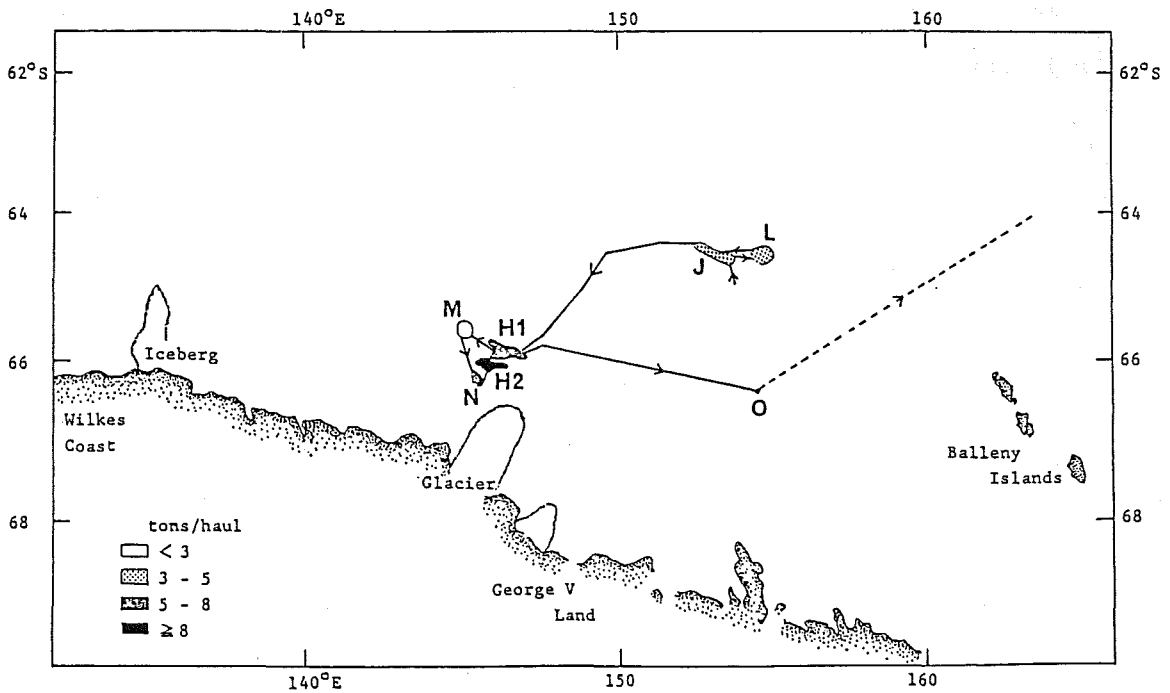 140°E 150 160
62°S 62°S
64 64
L
J
M
H1
Iceberg
66 66
H2
N
O
Wilkes
Coast
Balleny
Islands
Glacier
68 68
tons/haul
< 3
3 - 5
5 - 8
≧ 8
George V
Land
140°E 150 160